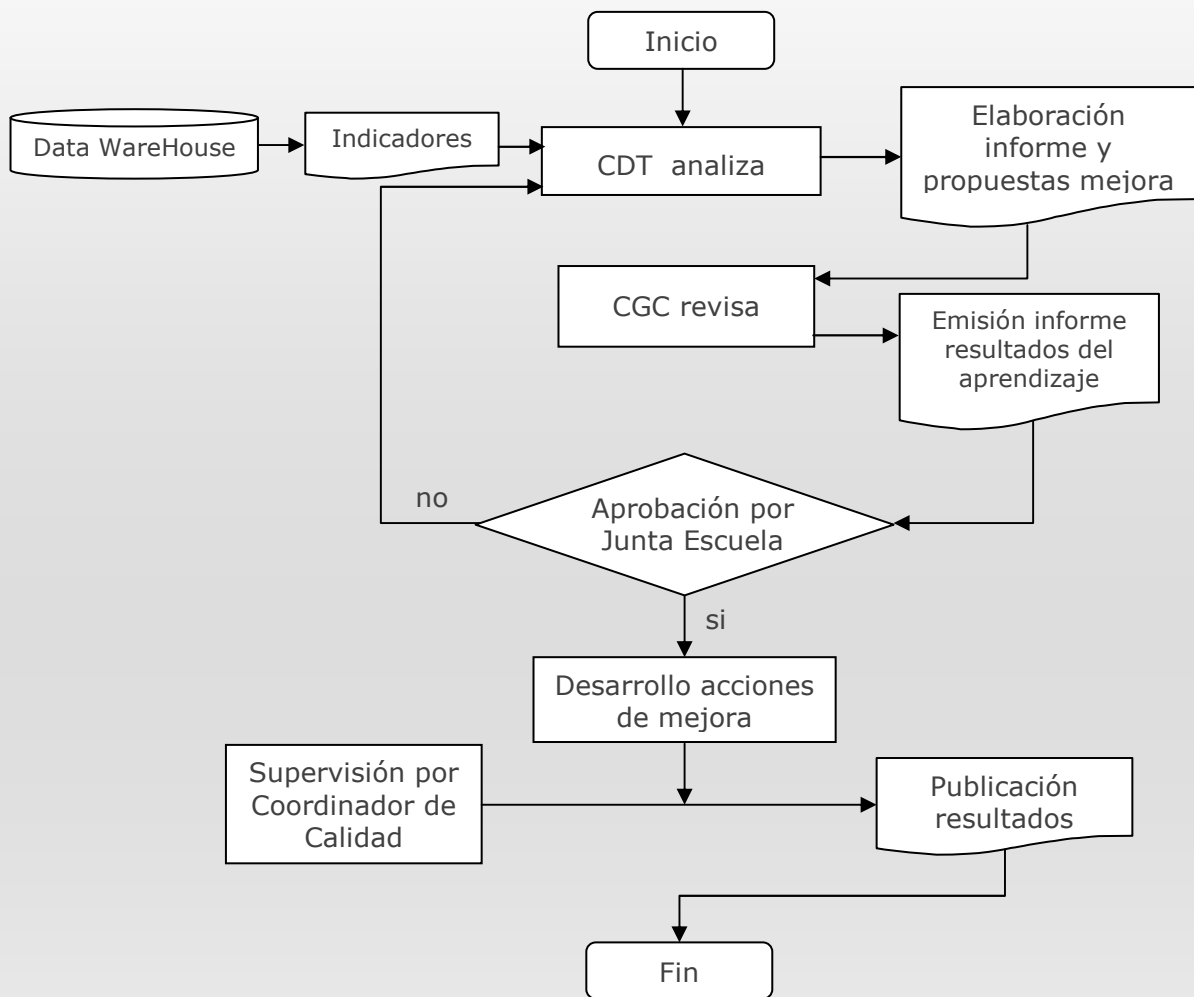 Inicio
Data WareHouse
Indicadores
CDT analiza
Elaboración
informe y
propuestas mejora
CGC revisa
Emisión informe
resultados del
aprendizaje
no
Aprobación por
Junta Escuela
si
Desarrollo acciones
de mejora
Supervisión por
Coordinador de
Calidad
Publicación
resultados
Fin